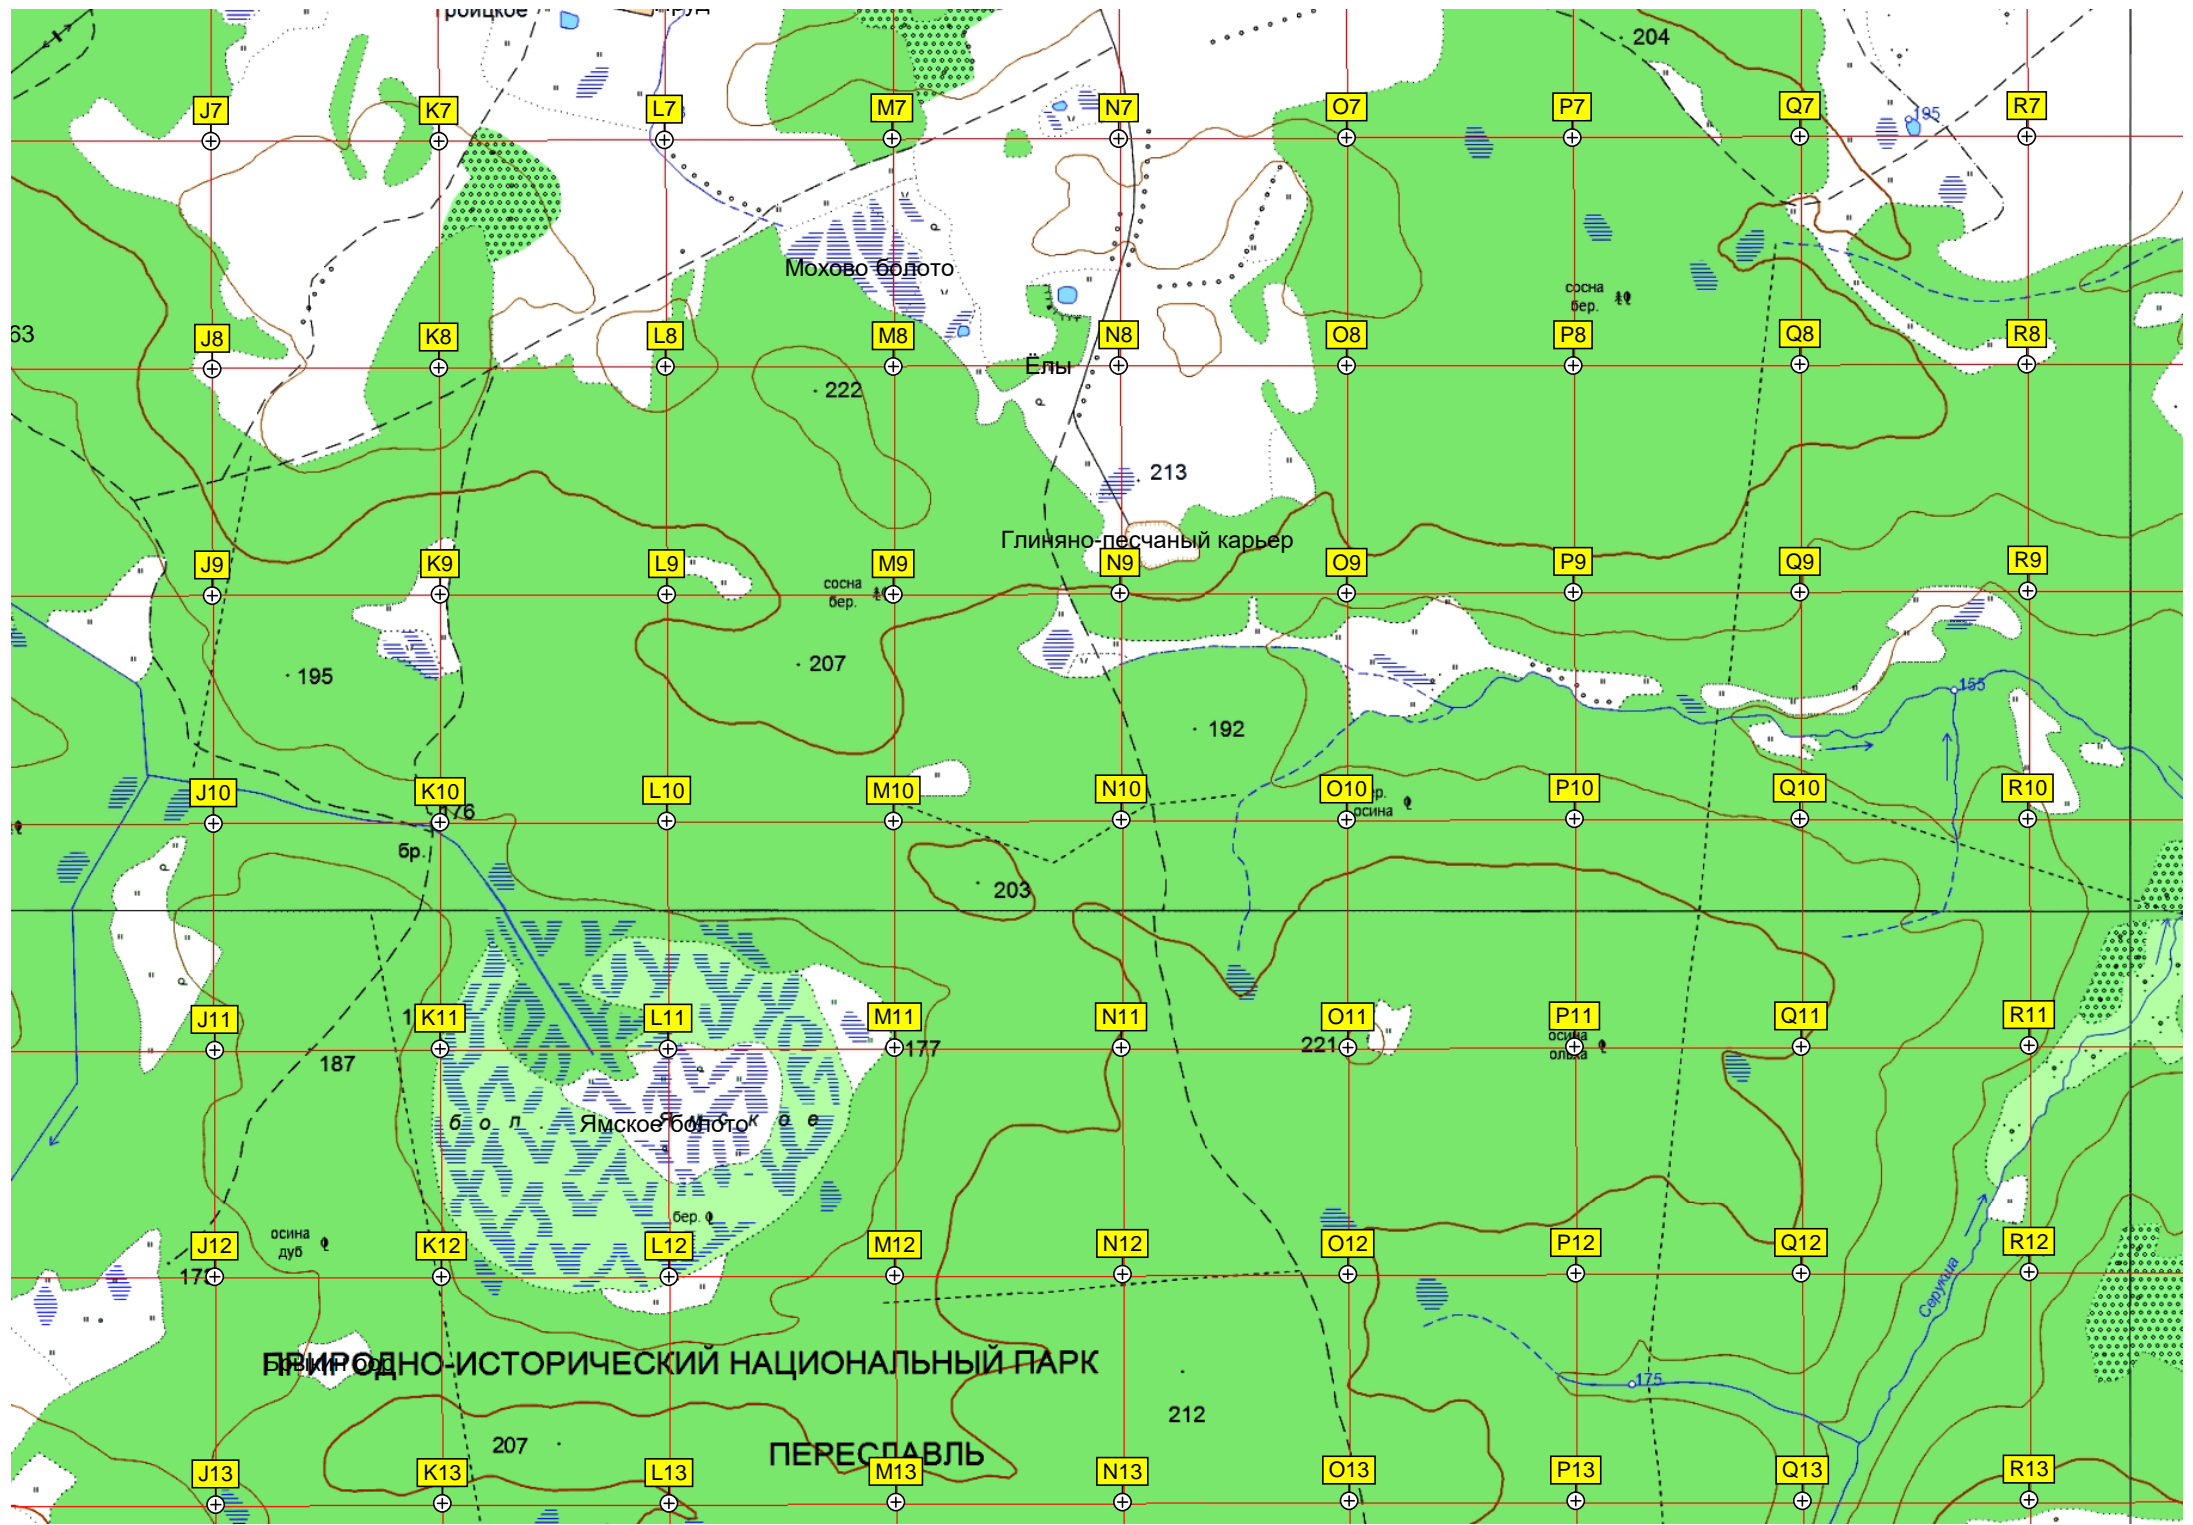 204
J7 K7 L7 M7 N7 O7 P7 Q7 195 R7
Мохово болото
сосна
бер.
63
J8 K8 L8 M8 N8 O8 P8 Q8 R8
Ёлы
222
213
Глиняно-песчаный карьер
J9 K9 L9 M9 N9 O9 P9 Q9 R9
сосна
бер.
195
207
155
192
J10 K10 L10 M10 N10 O10 P10 Q10 R10
осина
бр.
203
J11 K11 L11 M11 N11 O11 P11 Q11 R11
осина
ольха
187
177
221
бол. Ямское
Ямское болото
бер.
осина
дуб
J12 K12 L12 M12 N12 O12 P12 Q12 R12
Серукша
ПРИРОДНО-ИСТОРИЧЕСКИЙ НАЦИОНАЛЬНЫЙ ПАРК
175
212
207
ПЕРЕСЛАВЛЬ
J13 K13 L13 M13 N13 O13 P13 Q13 R13